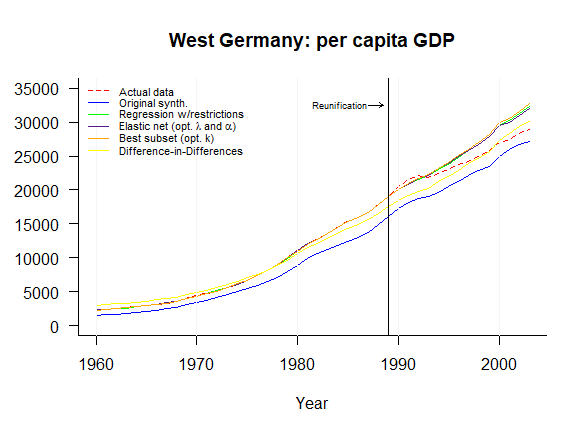 West Germany: per capita GDP
35000
30000
25000
20000
15000
10000
5000
0
Actual data
Original synth.
Regression w/restrictions
Elastic net (opt. λ and α)
Best subset (opt. k)
Difference-in-Differences
Reunification
1960 1970 1980 1990 2000
Year